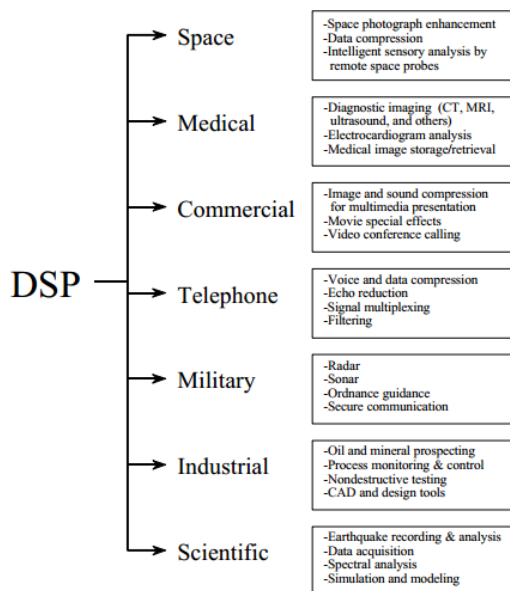 DSP
Space
-Space photograph enhancement
-Data compression
-Intelligent sensory analysis by
remote space probes
Medical
-Diagnostic imaging (CT, MRI,
ultrasound, and others)
-Electrocardiogram analysis
-Medical image storage/retrieval
Commercial
-Image and sound compression
for multimedia presentation
-Movie special effects
-Video conference calling
Telephone
-Voice and data compression
-Echo reduction
-Signal multiplexing
-Filtering
Military
-Radar
-Sonar
-Ordnance guidance
-Secure communication
Industrial
-Oil and mineral prospecting
-Process monitoring & control
-Nondestructive testing
-CAD and design tools
Scientific
-Earthquake recording & analysis
-Data acquisition
-Spectral analysis
-Simulation and modeling